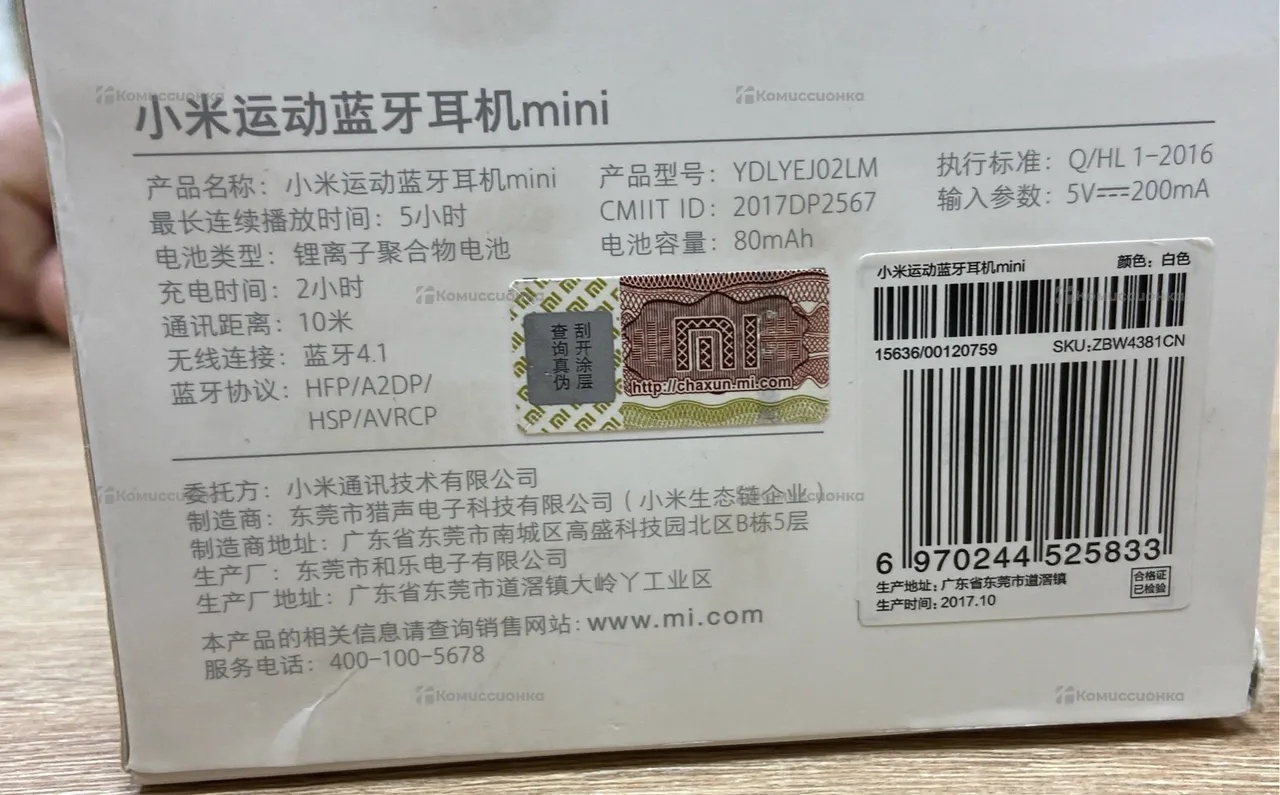 小米运动蓝牙耳机mini
产品名称：小米运动蓝牙耳机mini
最长连续播放时间：5小时
电池类型：锂离子聚合物电池
充电时间：2小时
通讯距离：10米
无线连接：蓝牙4.1
蓝牙协议：HFP/A2DP/
HSP/AVRCP
产品型号：YDLYEJ02LM
CMIIT ID：2017DP2567
电池容量：80mAh
执行标准：Q/HL 1-2016
输入参数：5V⎓200mA
刮开涂层
查询真伪
http://chaxun.mi.com
小米运动蓝牙耳机mini 颜色：白色
15636/00120759 SKU:ZBW4381CN
6 970244 525833
生产地址：广东省东莞市道滘镇
生产时间：2017.10
合格证
已检验
委托方：小米通讯技术有限公司
制造商：东莞市猎声电子科技有限公司（小米生态链企业）
制造商地址：广东省东莞市南城区高盛科技园北区B栋5层
生产厂：东莞市和乐电子有限公司
生产厂地址：广东省东莞市道滘镇大岭丫工业区
本产品的相关信息请查询销售网站：www.mi.com
服务电话：400-100-5678
Комиссионка
Комиссионка
Комиссионка
Комиссионка
Комиссионка
Комиссионка
Комиссионка
Комиссионка